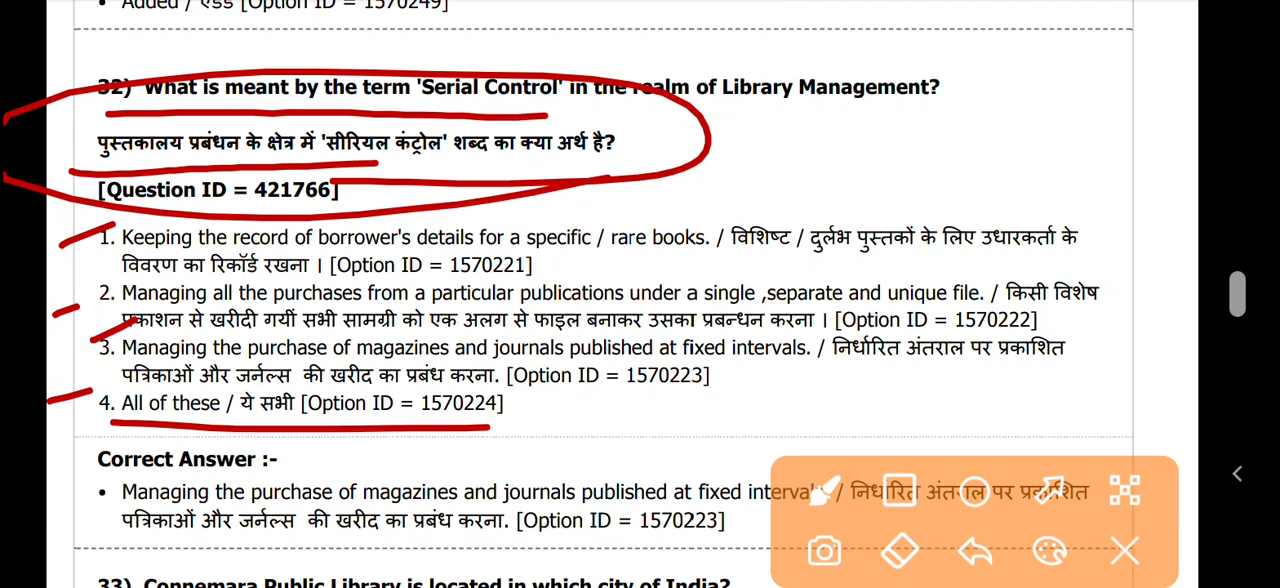 • Added / एडेड [Option ID = 1570249]
32) What is meant by the term 'Serial Control' in the realm of Library Management?
पुस्तकालय प्रबंधन के क्षेत्र में 'सीरियल कंट्रोल' शब्द का क्या अर्थ है?
[Question ID = 421766]
1. Keeping the record of borrower's details for a specific / rare books. / विशिष्ट / दुर्लभ पुस्तकों के लिए उधारकर्ता के
विवरण का रिकॉर्ड रखना । [Option ID = 1570221]
2. Managing all the purchases from a particular publications under a single ,separate and unique file. / किसी विशेष
प्रकाशन से खरीदी गयीं सभी सामग्री को एक अलग से फाइल बनाकर उसका प्रबन्धन करना । [Option ID = 1570222]
3. Managing the purchase of magazines and journals published at fixed intervals. / निर्धारित अंतराल पर प्रकाशित
पत्रिकाओं और जर्नल्स की खरीद का प्रबंध करना. [Option ID = 1570223]
4. All of these / ये सभी [Option ID = 1570224]
Correct Answer :-
• Managing the purchase of magazines and journals published at fixed intervals. / निर्धारित अंतराल पर प्रकाशित
पत्रिकाओं और जर्नल्स की खरीद का प्रबंध करना. [Option ID = 1570223]
33) Connemara Public Library is located in which city of India?